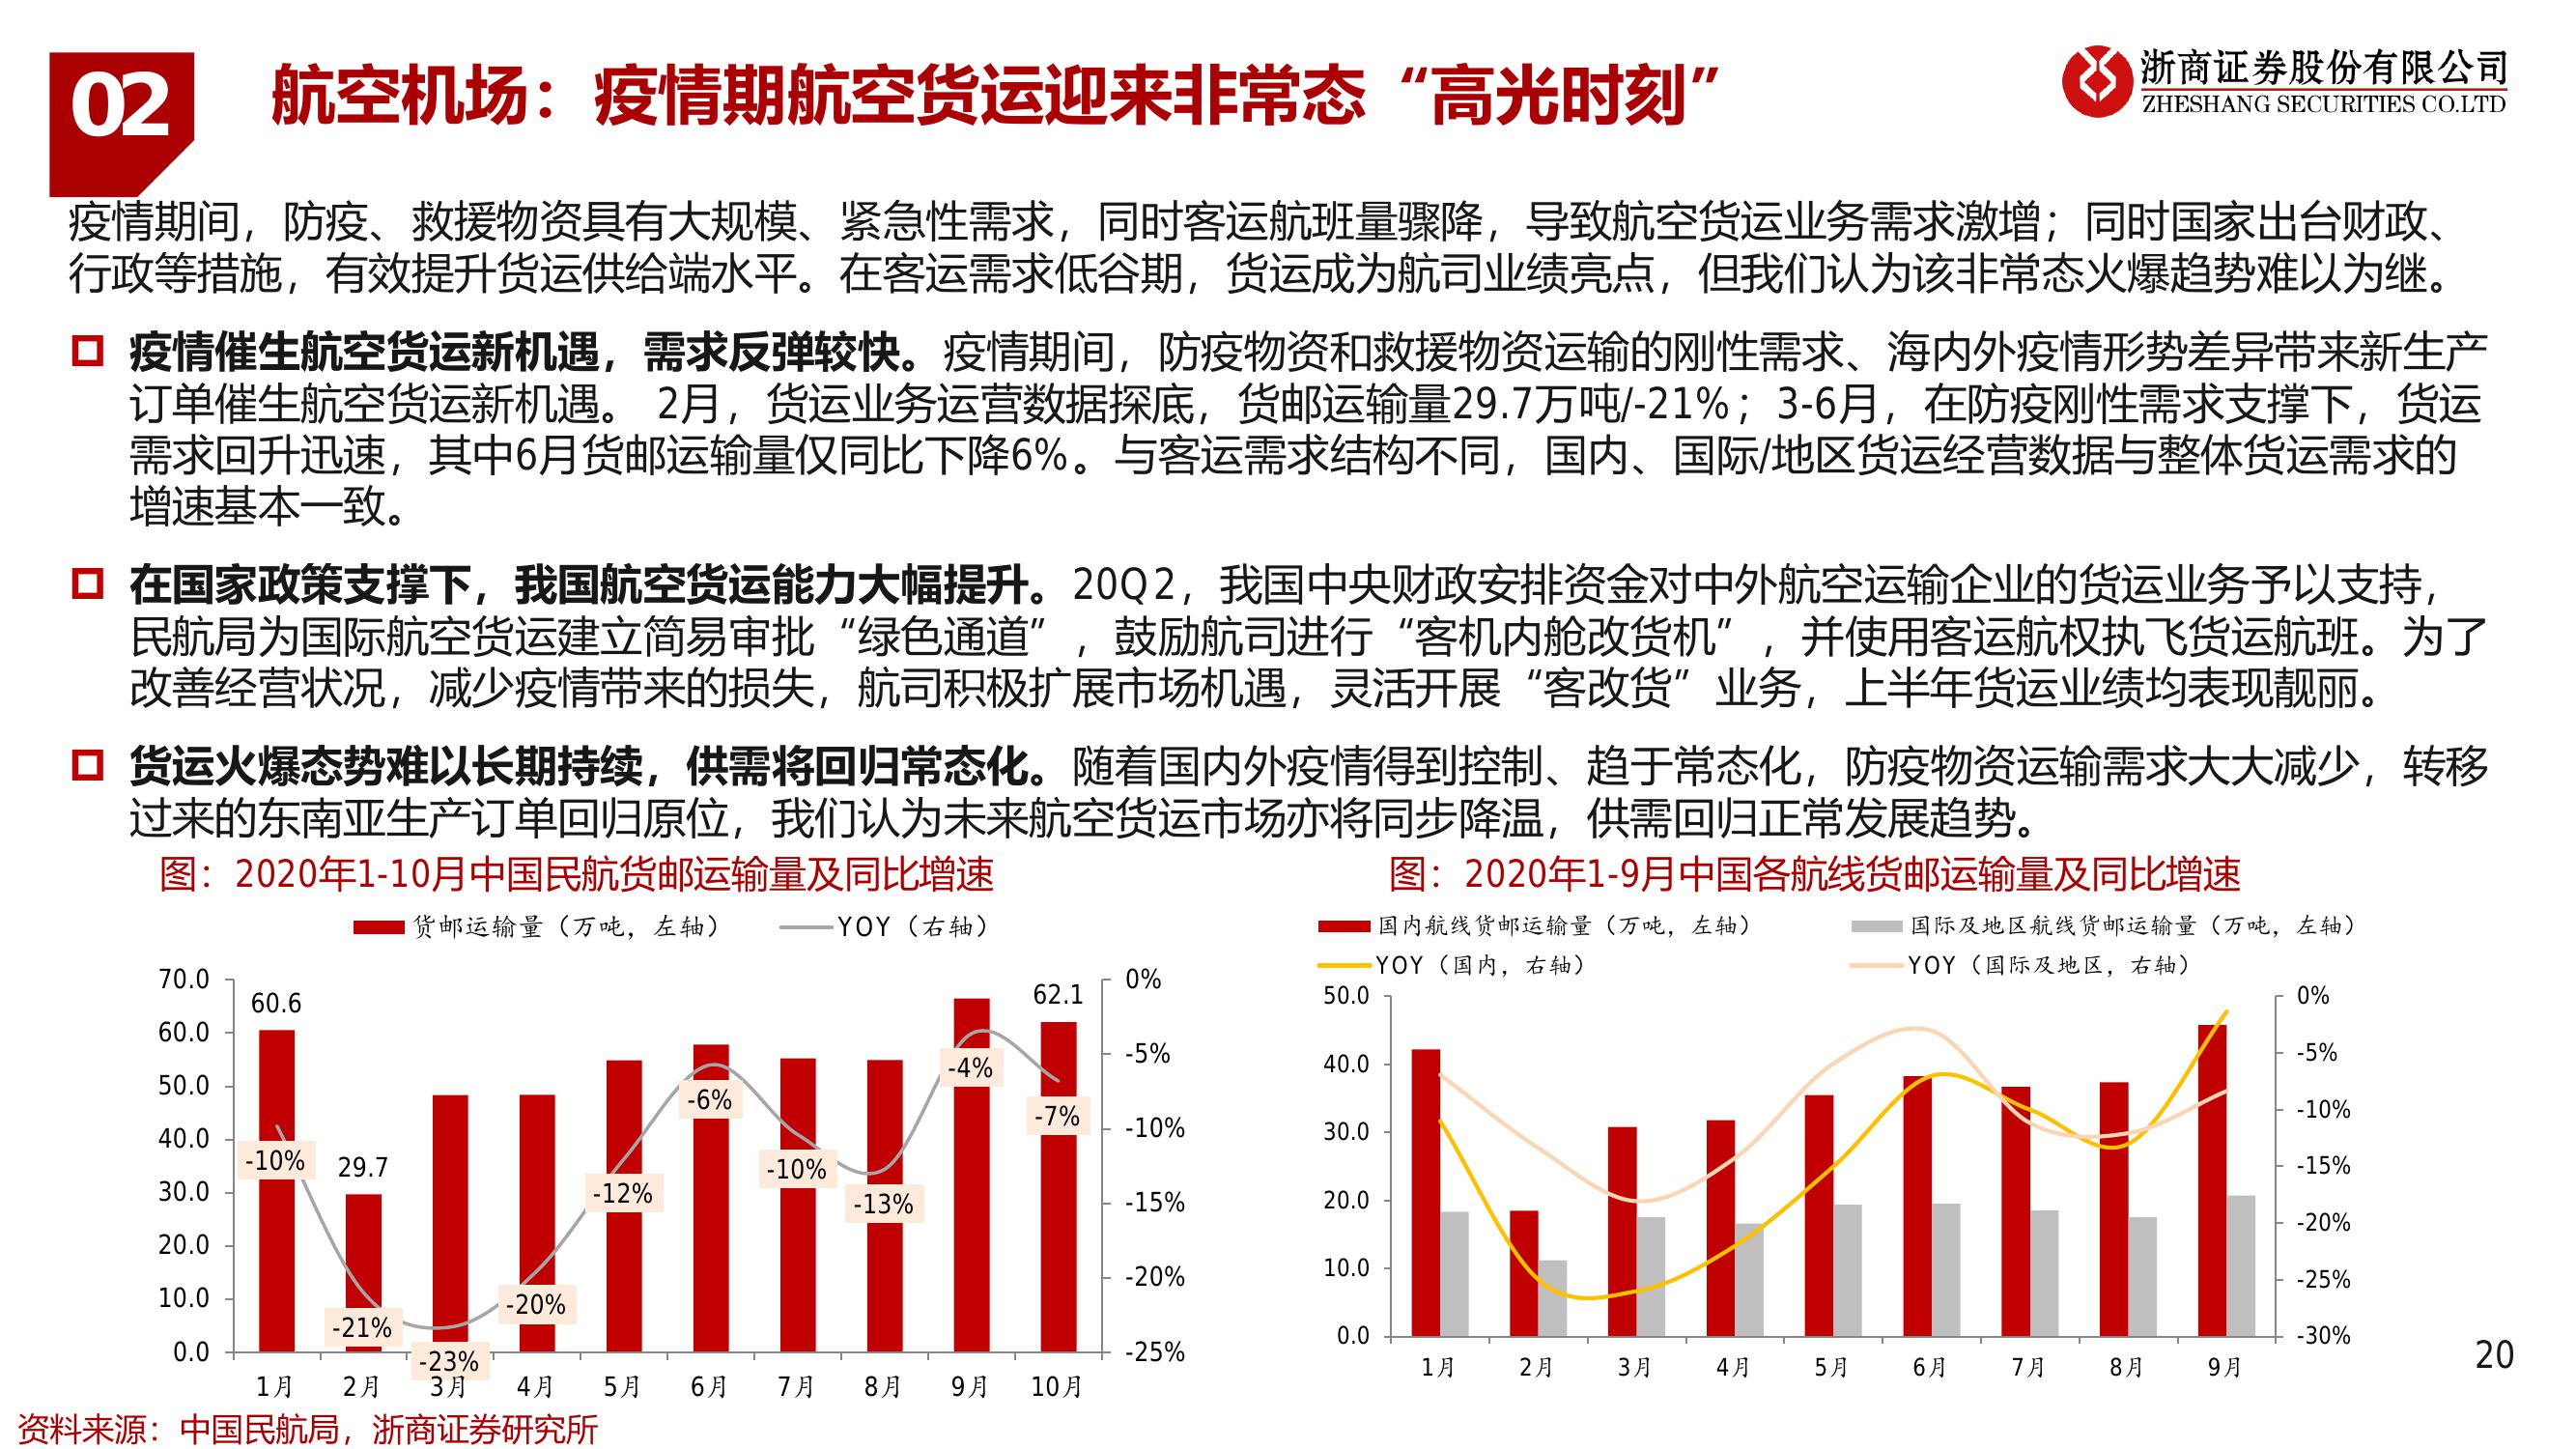 02
航空机场：疫情期航空货运迎来非常态“高光时刻”
浙商证券股份有限公司
ZHESHANG SECURITIES CO.LTD
疫情期间，防疫、救援物资具有大规模、紧急性需求，同时客运航班量骤降，导致航空货运业务需求激增；同时国家出台财政、
行政等措施，有效提升货运供给端水平。在客运需求低谷期，货运成为航司业绩亮点，但我们认为该非常态火爆趋势难以为继。
疫情催生航空货运新机遇，需求反弹较快。疫情期间，防疫物资和救援物资运输的刚性需求、海内外疫情形势差异带来新生产
订单催生航空货运新机遇。 2月，货运业务运营数据探底，货邮运输量29.7万吨/-21%；3-6月，在防疫刚性需求支撑下，货运
需求回升迅速，其中6月货邮运输量仅同比下降6%。与客运需求结构不同，国内、国际/地区货运经营数据与整体货运需求的
增速基本一致。
在国家政策支撑下，我国航空货运能力大幅提升。20Q2，我国中央财政安排资金对中外航空运输企业的货运业务予以支持，
民航局为国际航空货运建立简易审批“绿色通道”，鼓励航司进行“客机内舱改货机”，并使用客运航权执飞货运航班。为了
改善经营状况，减少疫情带来的损失，航司积极扩展市场机遇，灵活开展“客改货”业务，上半年货运业绩均表现靓丽。
货运火爆态势难以长期持续，供需将回归常态化。随着国内外疫情得到控制、趋于常态化，防疫物资运输需求大大减少，转移
过来的东南亚生产订单回归原位，我们认为未来航空货运市场亦将同步降温，供需回归正常发展趋势。
图：2020年1-10月中国民航货邮运输量及同比增速
货邮运输量（万吨，左轴）
YOY（右轴）
70.0
60.0
50.0
40.0
30.0
20.0
10.0
0.0
60.6
29.7
62.1
-10%
-21%
-23%
-20%
-12%
-6%
-10%
-13%
-4%
-7%
0%
-5%
-10%
-15%
-20%
-25%
1月
2月
3月
4月
5月
6月
7月
8月
9月
10月
图：2020年1-9月中国各航线货邮运输量及同比增速
国内航线货邮运输量（万吨，左轴）
国际及地区航线货邮运输量（万吨，左轴）
YOY（国内，右轴）
YOY（国际及地区，右轴）
50.0
40.0
30.0
20.0
10.0
0.0
0%
-5%
-10%
-15%
-20%
-25%
-30%
1月
2月
3月
4月
5月
6月
7月
8月
9月
20
资料来源：中国民航局，浙商证券研究所